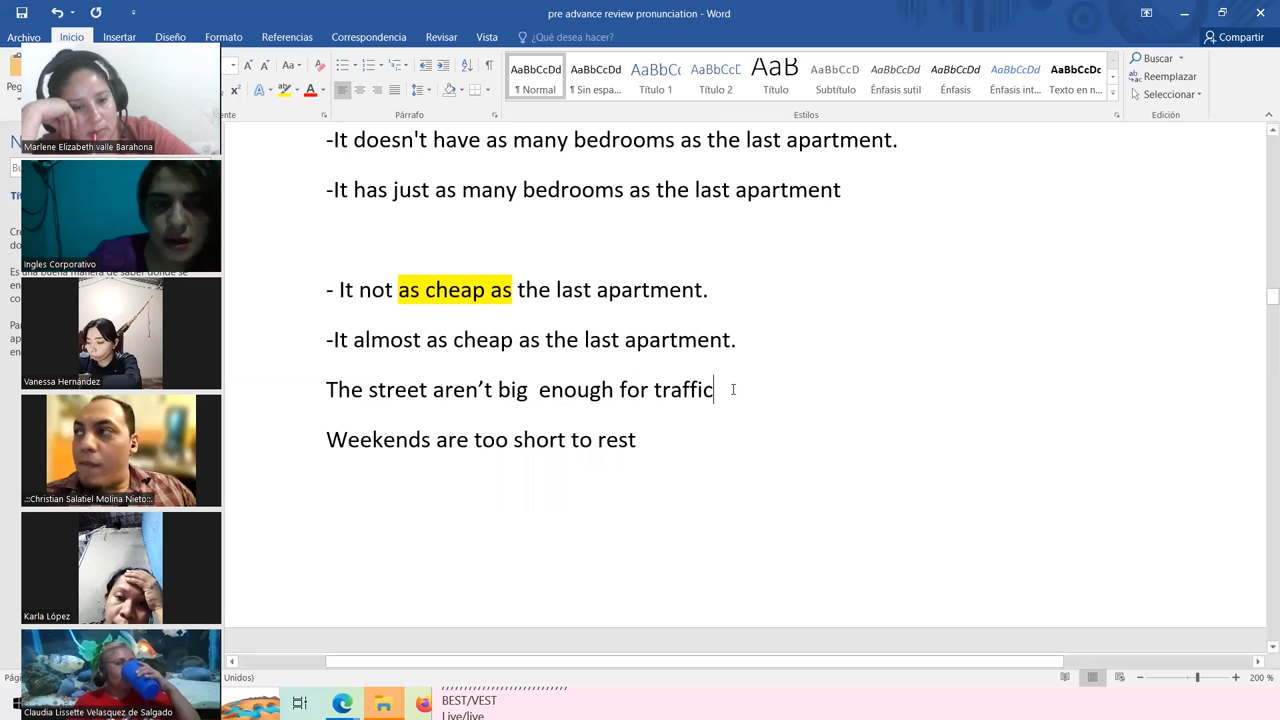 pre advance review pronunciation - Word
Archivo Inicio Insertar Diseño Formato Referencias Correspondencia Revisar Vista ¿Qué desea hacer? Compartir
AaBbCcDd AaBbCcDd AaBbCc AaBbCcC AaB AaBbCcC AaBbCcDd AaBbCcDd AaBbCcDd AaBbCcDc
¶ Normal ¶ Sin espa... Título 1 Título 2 Título Subtítulo Énfasis sutil Énfasis Énfasis int... Texto en n...
Buscar
Reemplazar
Seleccionar
Párrafo Estilos Edición
-It doesn't have as many bedrooms as the last apartment.
-It has just as many bedrooms as the last apartment
- It not as cheap as the last apartment.
-It almost as cheap as the last apartment.
The street aren’t big  enough for traffic
Weekends are too short to rest
Marlene Elizabeth valle Barahona
Ingles Corporativo
Vanessa Hernández
.::Christian Salatiel Molina Nieto::.
Karla López
Claudia Lissette Velasquez de Salgado
Unidos)
200 %
BEST/VEST
Live/live